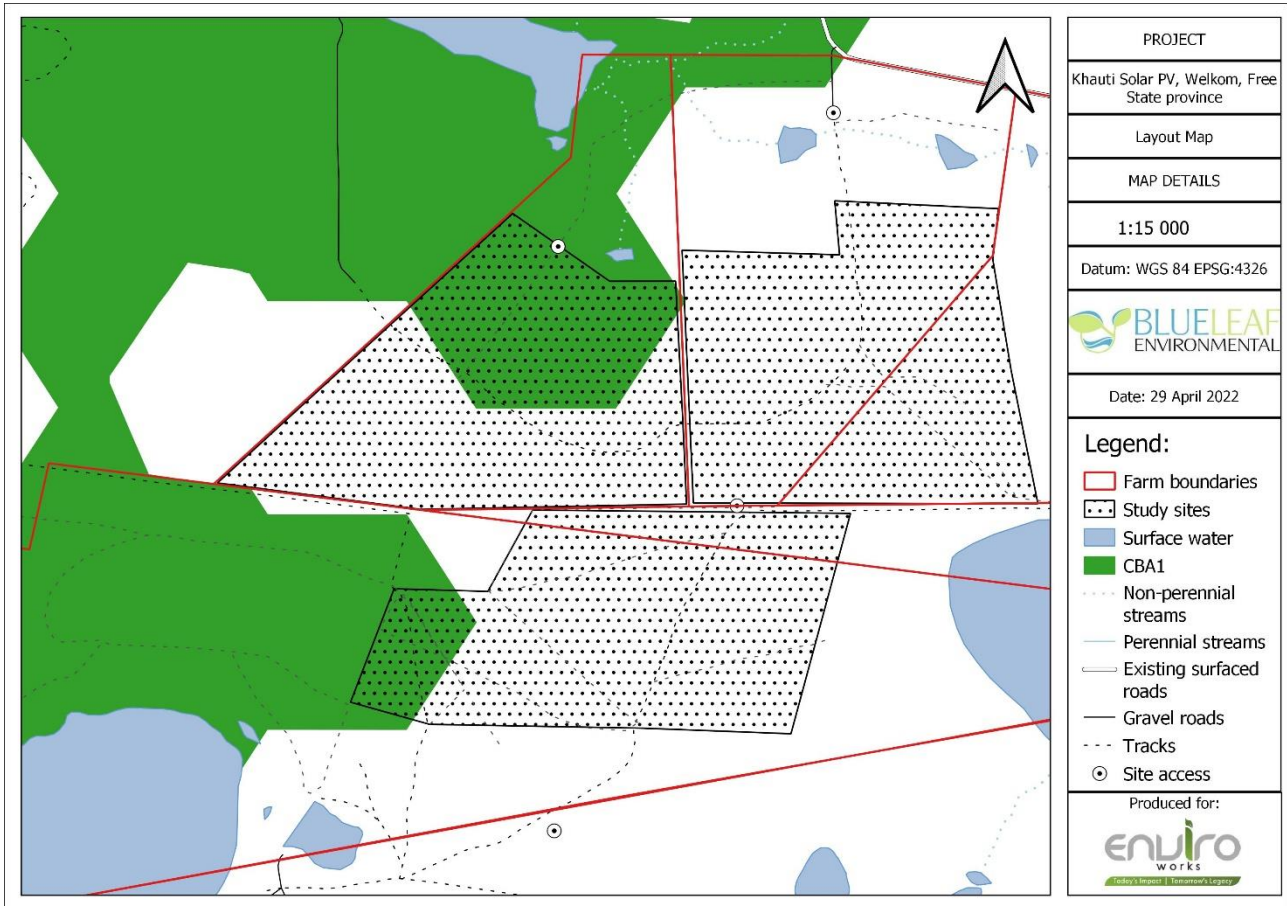 PROJECT
Khauti Solar PV, Welkom, Free
State province
Layout Map
MAP DETAILS
1:15 000
Datum: WGS 84 EPSG:4326
BLUELEAF
ENVIRONMENTAL
Date: 29 April 2022
Legend:
Farm boundaries
Study sites
Surface water
CBA1
Non-perennial
streams
Perennial streams
Existing surfaced
roads
Gravel roads
Tracks
Site access
Produced for:
enviro
works
Today's Impact | Tomorrow's Legacy